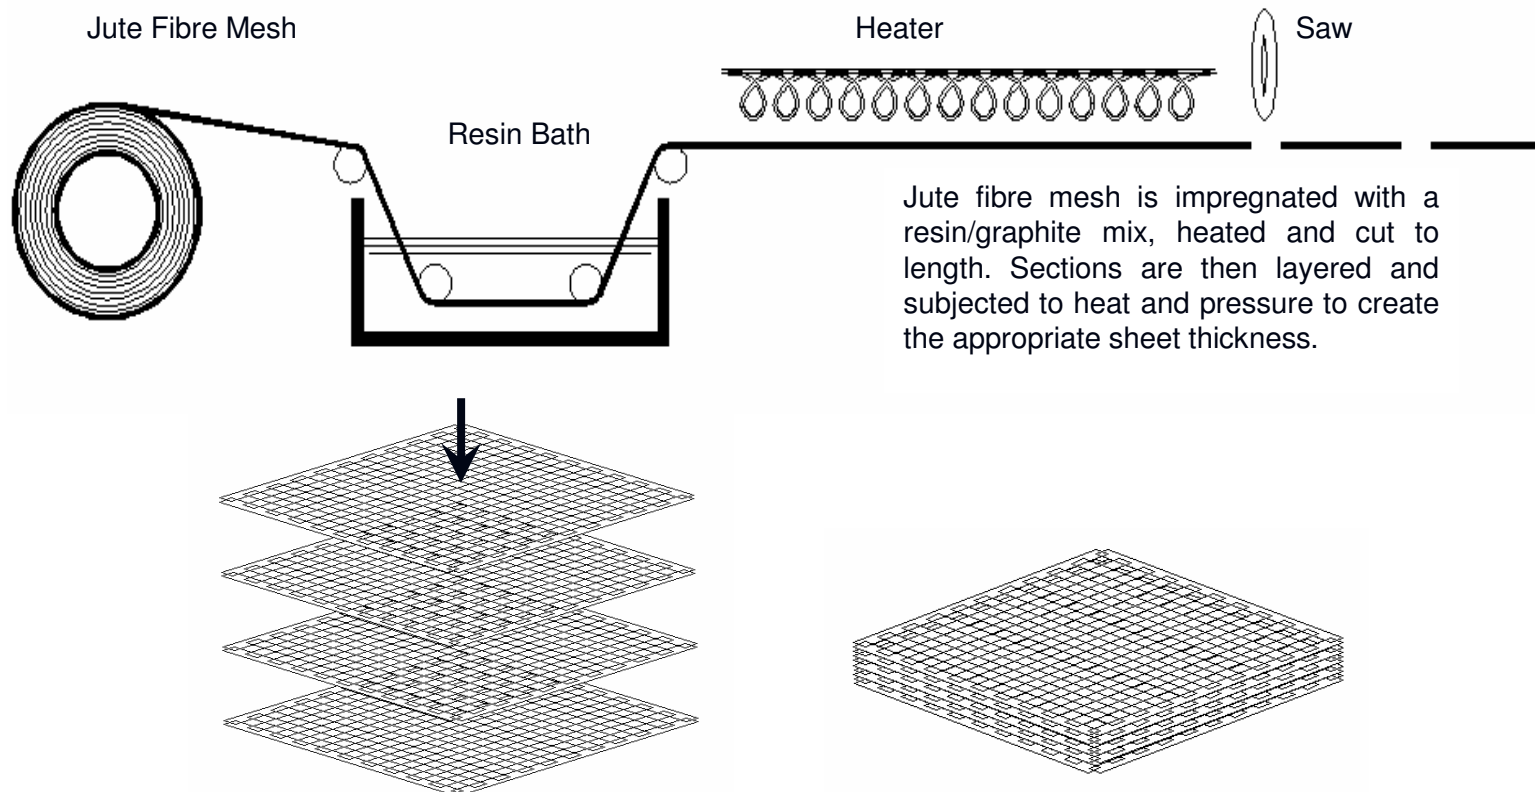 Jute Fibre Mesh
Heater
Saw
Resin Bath
Jute fibre mesh is impregnated with a
resin/graphite mix, heated and cut to
length. Sections are then layered and
subjected to heat and pressure to create
the appropriate sheet thickness.